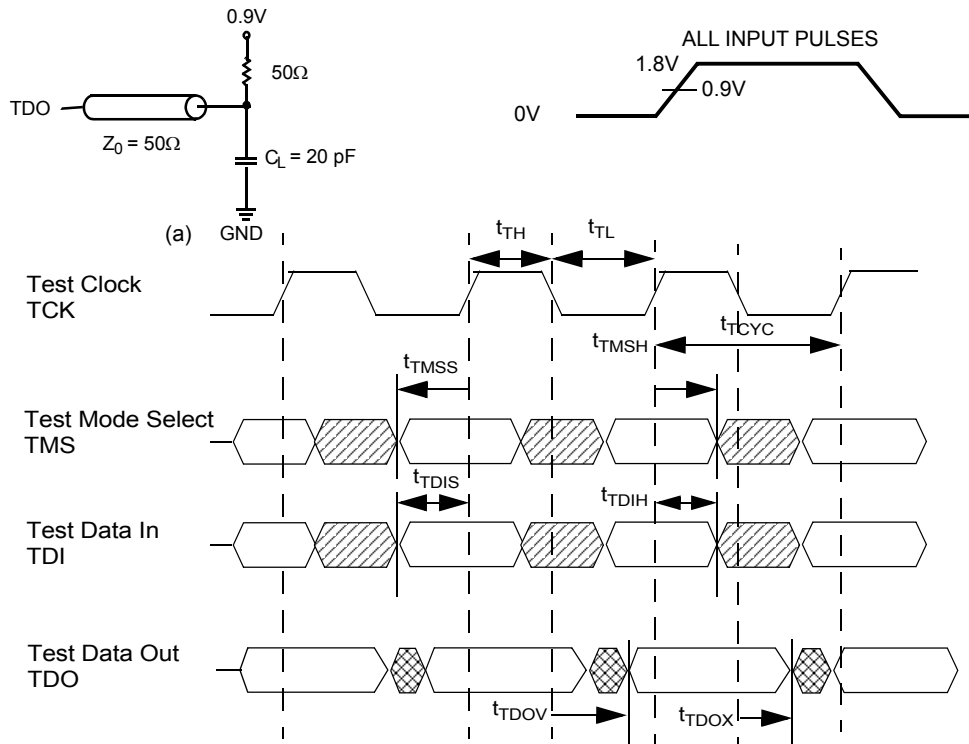 0.9V
50Ω
TDO
Z0 = 50Ω
CL = 20 pF
(a) GND
ALL INPUT PULSES
1.8V
0.9V
0V
tTH
tTL
Test Clock
TCK
tTCYC
tTMSH
tTMSS
Test Mode Select
TMS
tTDIS
tTDIH
Test Data In
TDI
Test Data Out
TDO
tTDOV
tTDOX